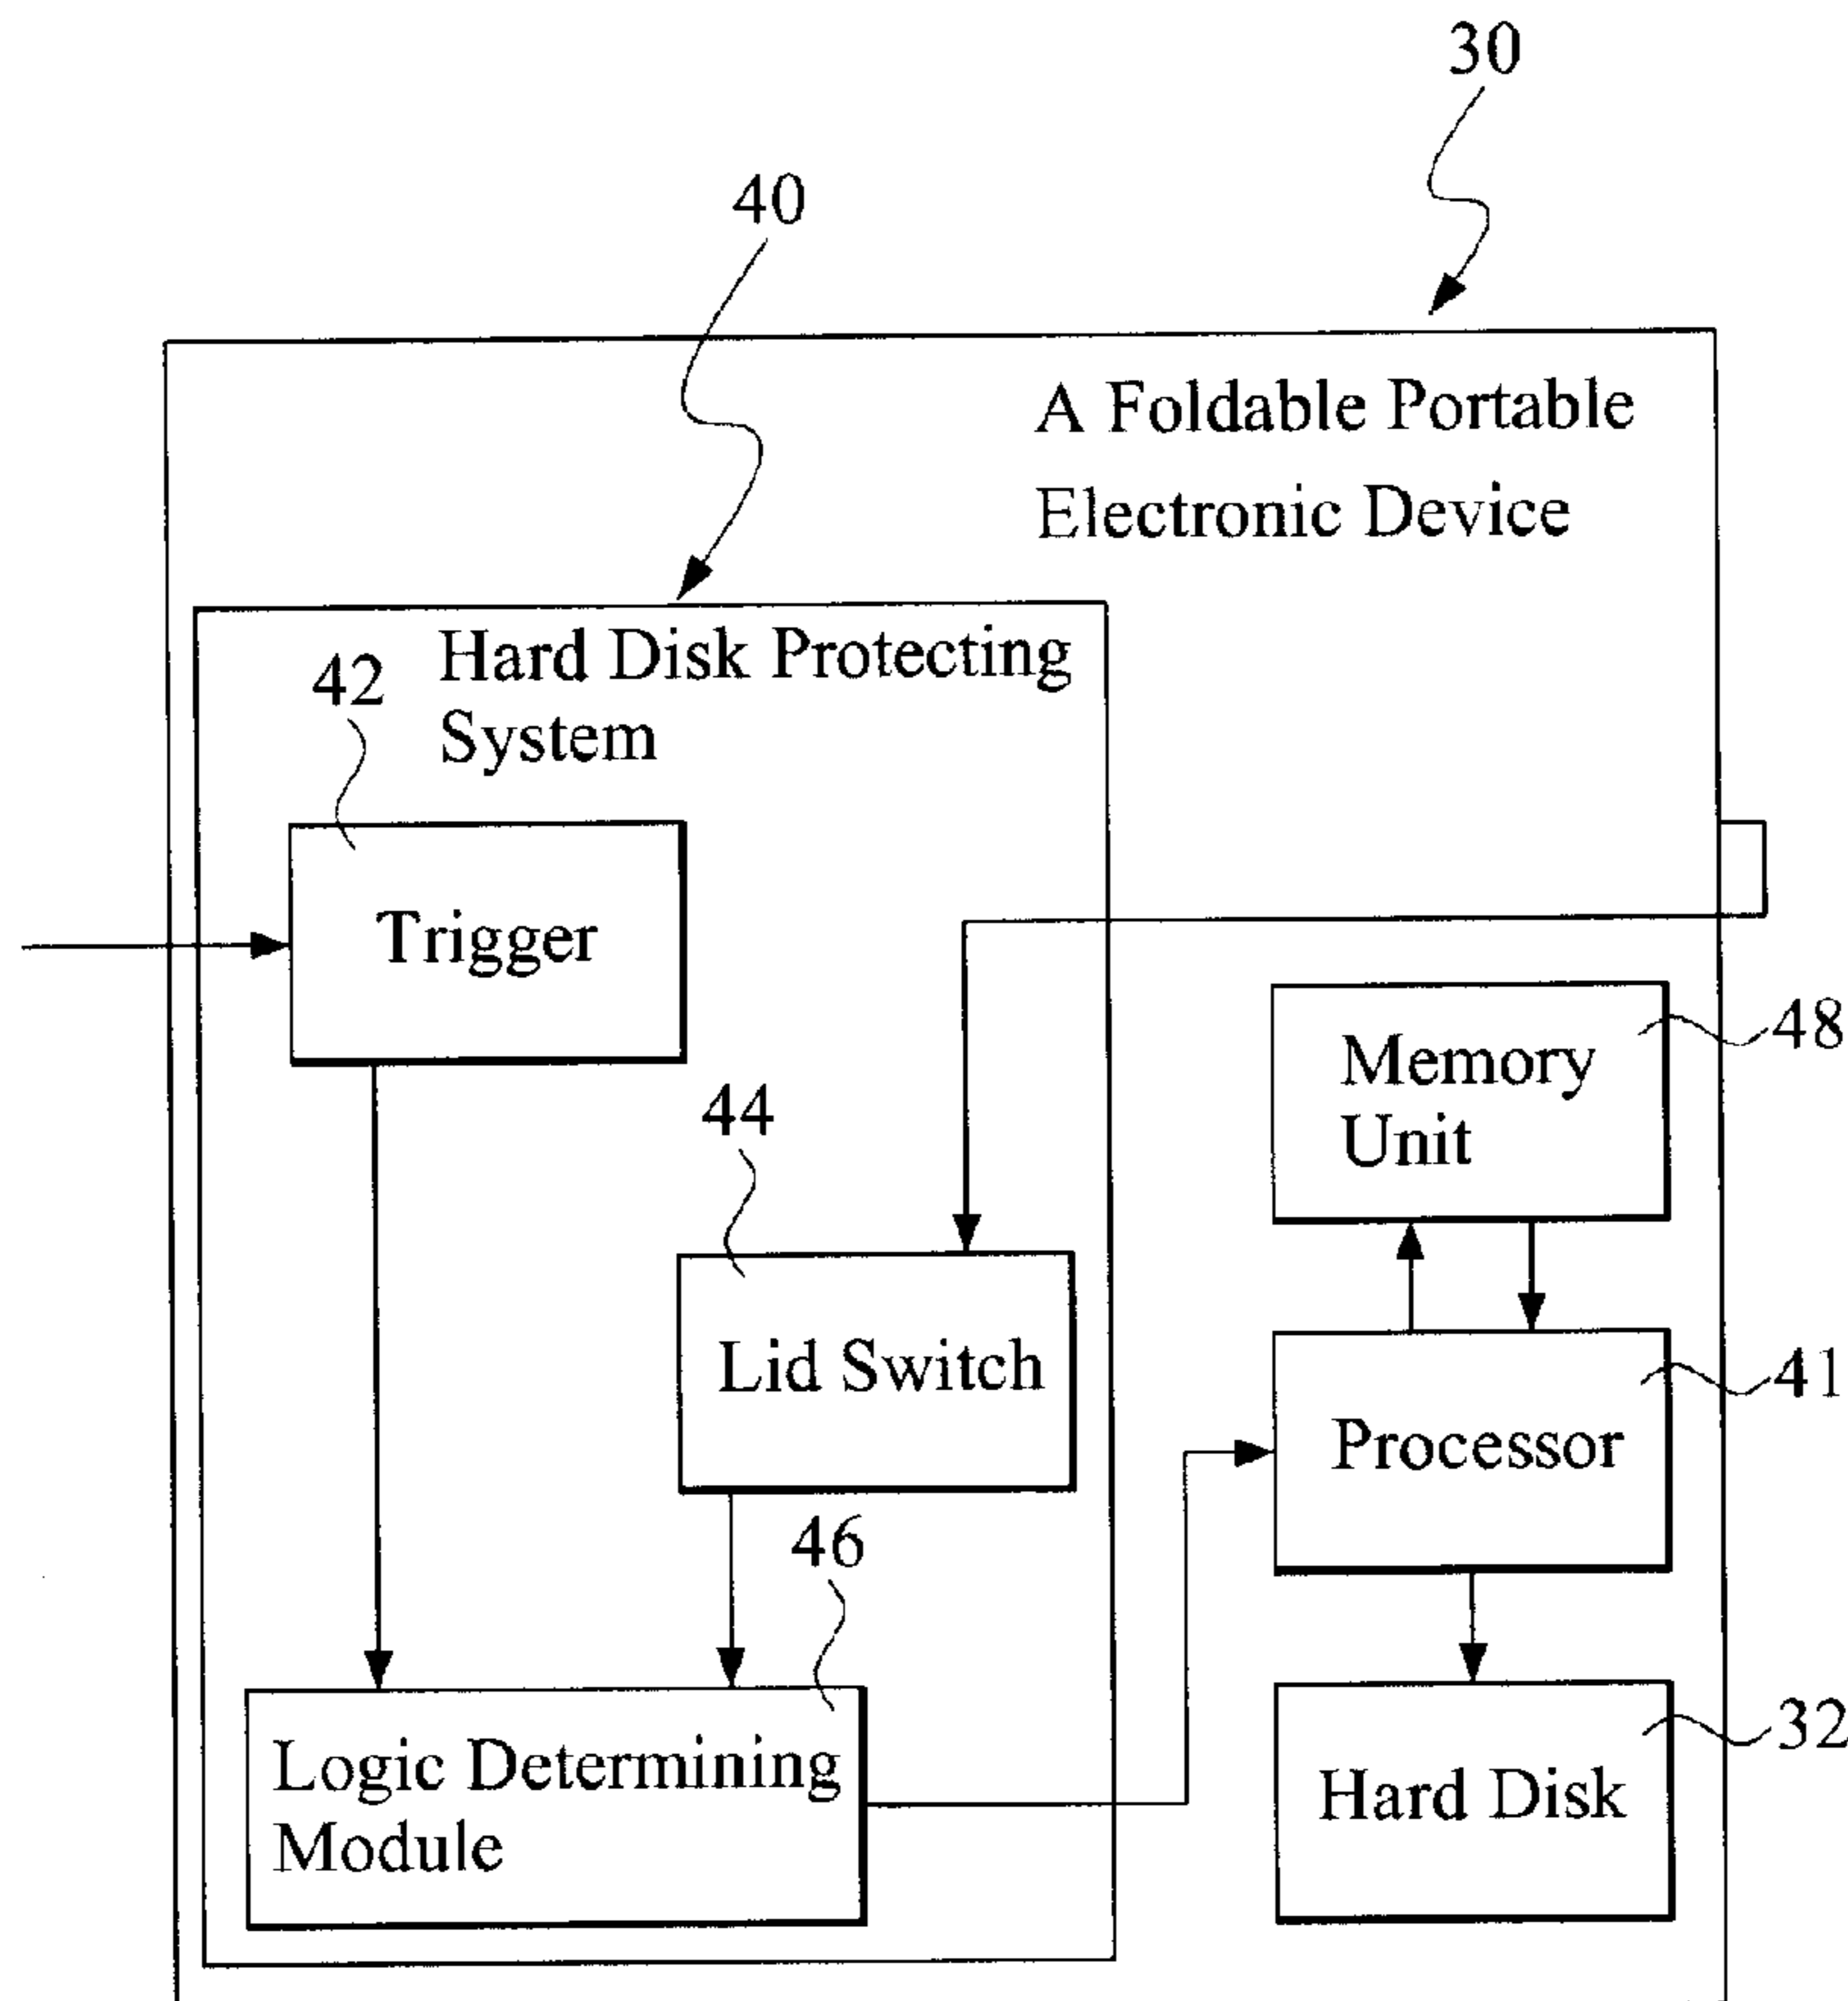 30
40
A Foldable Portable
Electronic Device
Hard Disk Protecting
System
42
Trigger
48
Memory
Unit
44
Lid Switch
41
Processor
46
Logic Determining
Module
32
Hard Disk